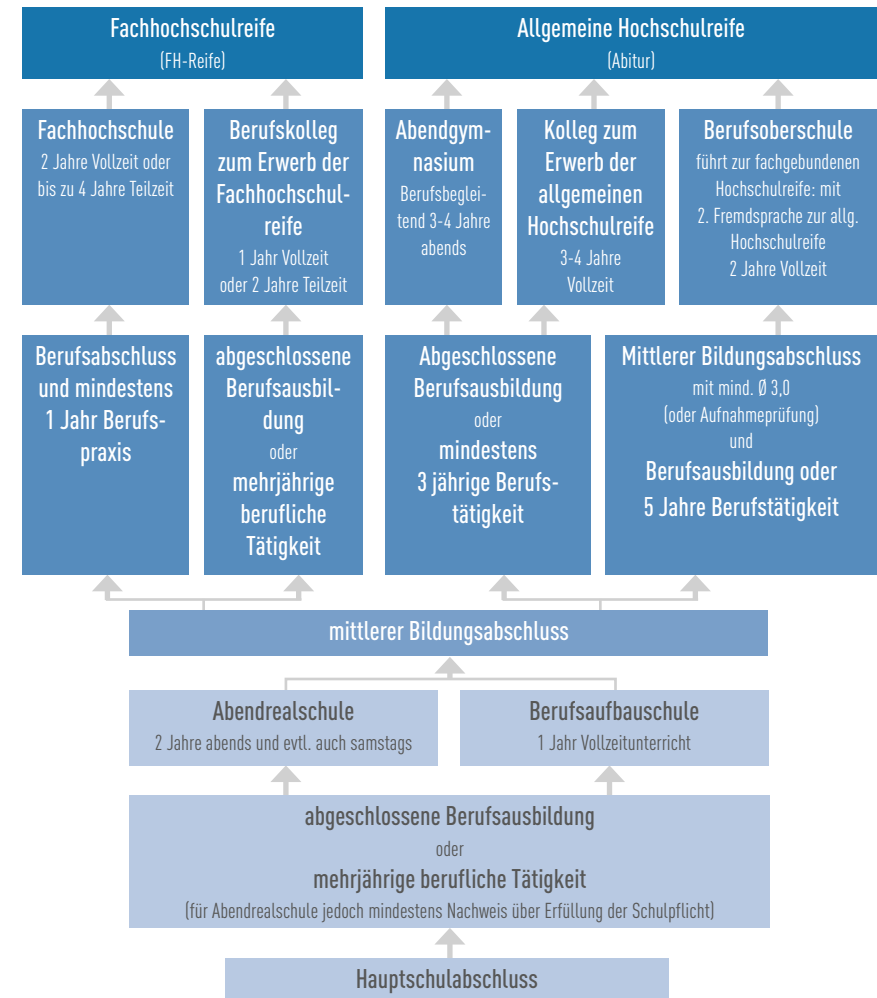 Fachhochschulreife
(FH-Reife)
Allgemeine Hochschulreife
(Abitur)
Fachhochschule
2 Jahre Vollzeit oder
bis zu 4 Jahre Teilzeit
Berufskolleg
zum Erwerb der
Fachhochschul-
reife
1 Jahr Vollzeit
oder 2 Jahre Teilzeit
Abendgym-
nasium
Berufsbeglei-
tend 3-4 Jahre
abends
Kolleg zum
Erwerb der
allgemeinen
Hochschulreife
3-4 Jahre
Vollzeit
Berufsoberschule
führt zur fachgebundenen
Hochschulreife: mit
2. Fremdsprache zur allg.
Hochschulreife
2 Jahre Vollzeit
Berufsabschluss
und mindestens
1 Jahr Berufs-
praxis
abgeschlossene
Berufsausbil-
dung
oder
mehrjährige
berufliche
Tätigkeit
Abgeschlossene
Berufsausbildung
oder
mindestens
3 jährige Berufs-
tätigkeit
Mittlerer Bildungsabschluss
mit mind. Ø 3,0
(oder Aufnahmeprüfung)
und
Berufsausbildung oder
5 Jahre Berufstätigkeit
mittlerer Bildungsabschluss
Abendrealschule
2 Jahre abends und evtl. auch samstags
Berufsaufbauschule
1 Jahr Vollzeitunterricht
abgeschlossene Berufsausbildung
oder
mehrjährige berufliche Tätigkeit
(für Abendrealschule jedoch mindestens Nachweis über Erfüllung der Schulpflicht)
Hauptschulabschluss